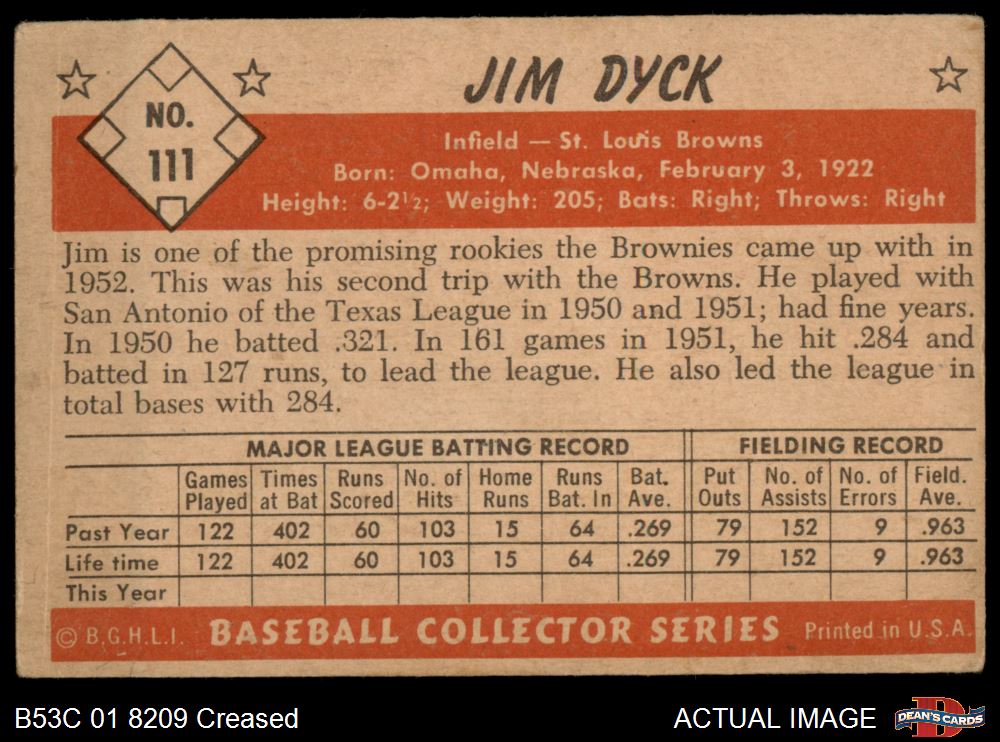 JIM DYCK
NO.
111
Infield — St. Louis Browns
Born: Omaha, Nebraska, February 3, 1922
Height: 6-2½; Weight: 205; Bats: Right; Throws: Right
Jim is one of the promising rookies the Brownies came up with in
1952. This was his second trip with the Browns. He played with
San Antonio of the Texas League in 1950 and 1951; had fine years.
In 1950 he batted .321. In 161 games in 1951, he hit .284 and
batted in 127 runs, to lead the league. He also led the league in
total bases with 284.
MAJOR LEAGUE BATTING RECORD FIELDING RECORD
Games Times Runs No. of Home Runs Bat. Put No. of No. of Field.
Played at Bat Scored Hits Runs Bat. In Ave. Outs Assists Errors Ave.
Past Year 122 402 60 103 15 64 .269 79 152 9 .963
Life time 122 402 60 103 15 64 .269 79 152 9 .963
This Year
© B.G.H.L.I. BASEBALL COLLECTOR SERIES Printed in U.S.A.
B53C 01 8209 Creased ACTUAL IMAGE DEAN'S CARDS